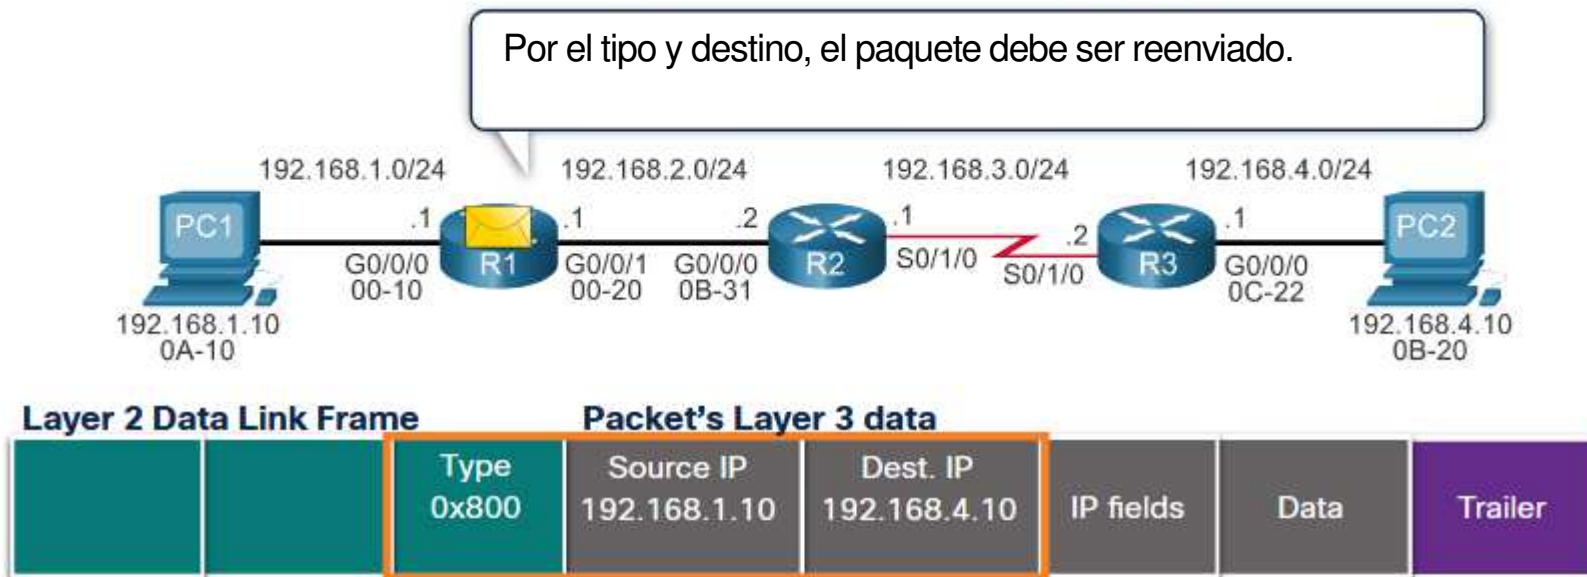 Por el tipo y destino, el paquete debe ser reenviado.
192.168.1.0/24
192.168.2.0/24
192.168.3.0/24
192.168.4.0/24
PC1
.1
.1
.2
.1
.2
.1
PC2
G0/0/0
00-10
R1
G0/0/1
00-20
G0/0/0
0B-31
R2
S0/1/0
S0/1/0
R3
G0/0/0
0C-22
192.168.1.10
0A-10
192.168.4.10
0B-20
Layer 2 Data Link Frame
Packet's Layer 3 data
Type
0x800
Source IP
192.168.1.10
Dest. IP
192.168.4.10
IP fields
Data
Trailer